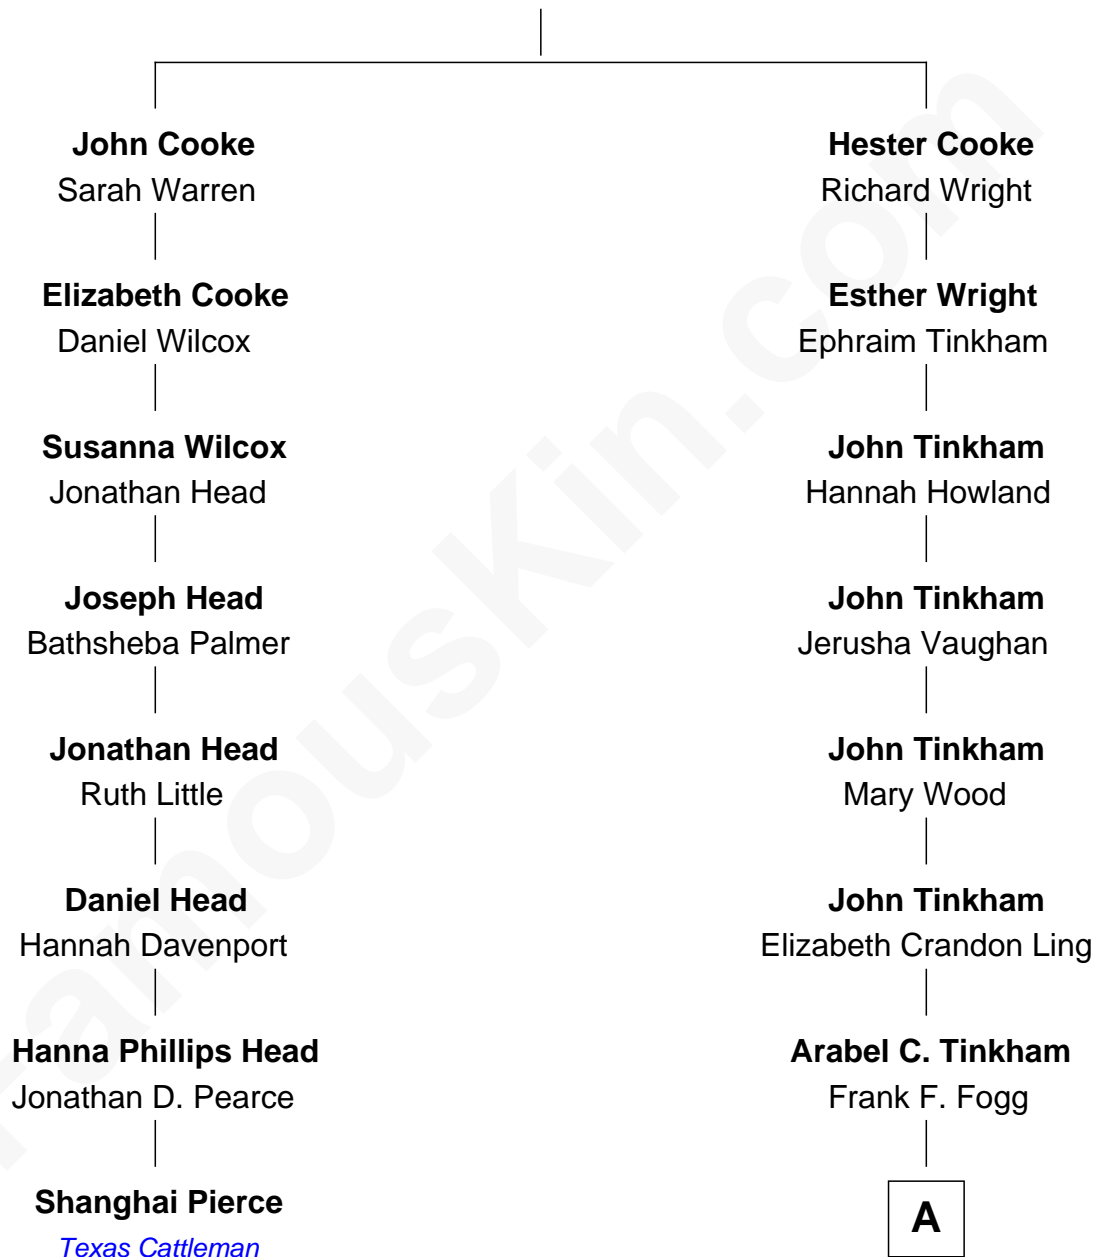 John Cooke
Sarah Warren
Hester Cooke
Richard Wright
Elizabeth Cooke
Daniel Wilcox
Esther Wright
Ephraim Tinkham
Susanna Wilcox
Jonathan Head
John Tinkham
Hannah Howland
Joseph Head
Bathsheba Palmer
John Tinkham
Jerusha Vaughan
Jonathan Head
Ruth Little
John Tinkham
Mary Wood
Daniel Head
Hannah Davenport
John Tinkham
Elizabeth Crandon Ling
Hanna Phillips Head
Jonathan D. Pearce
Arabel C. Tinkham
Frank F. Fogg
Shanghai Pierce
Texas Cattleman
A
FamousKin.com